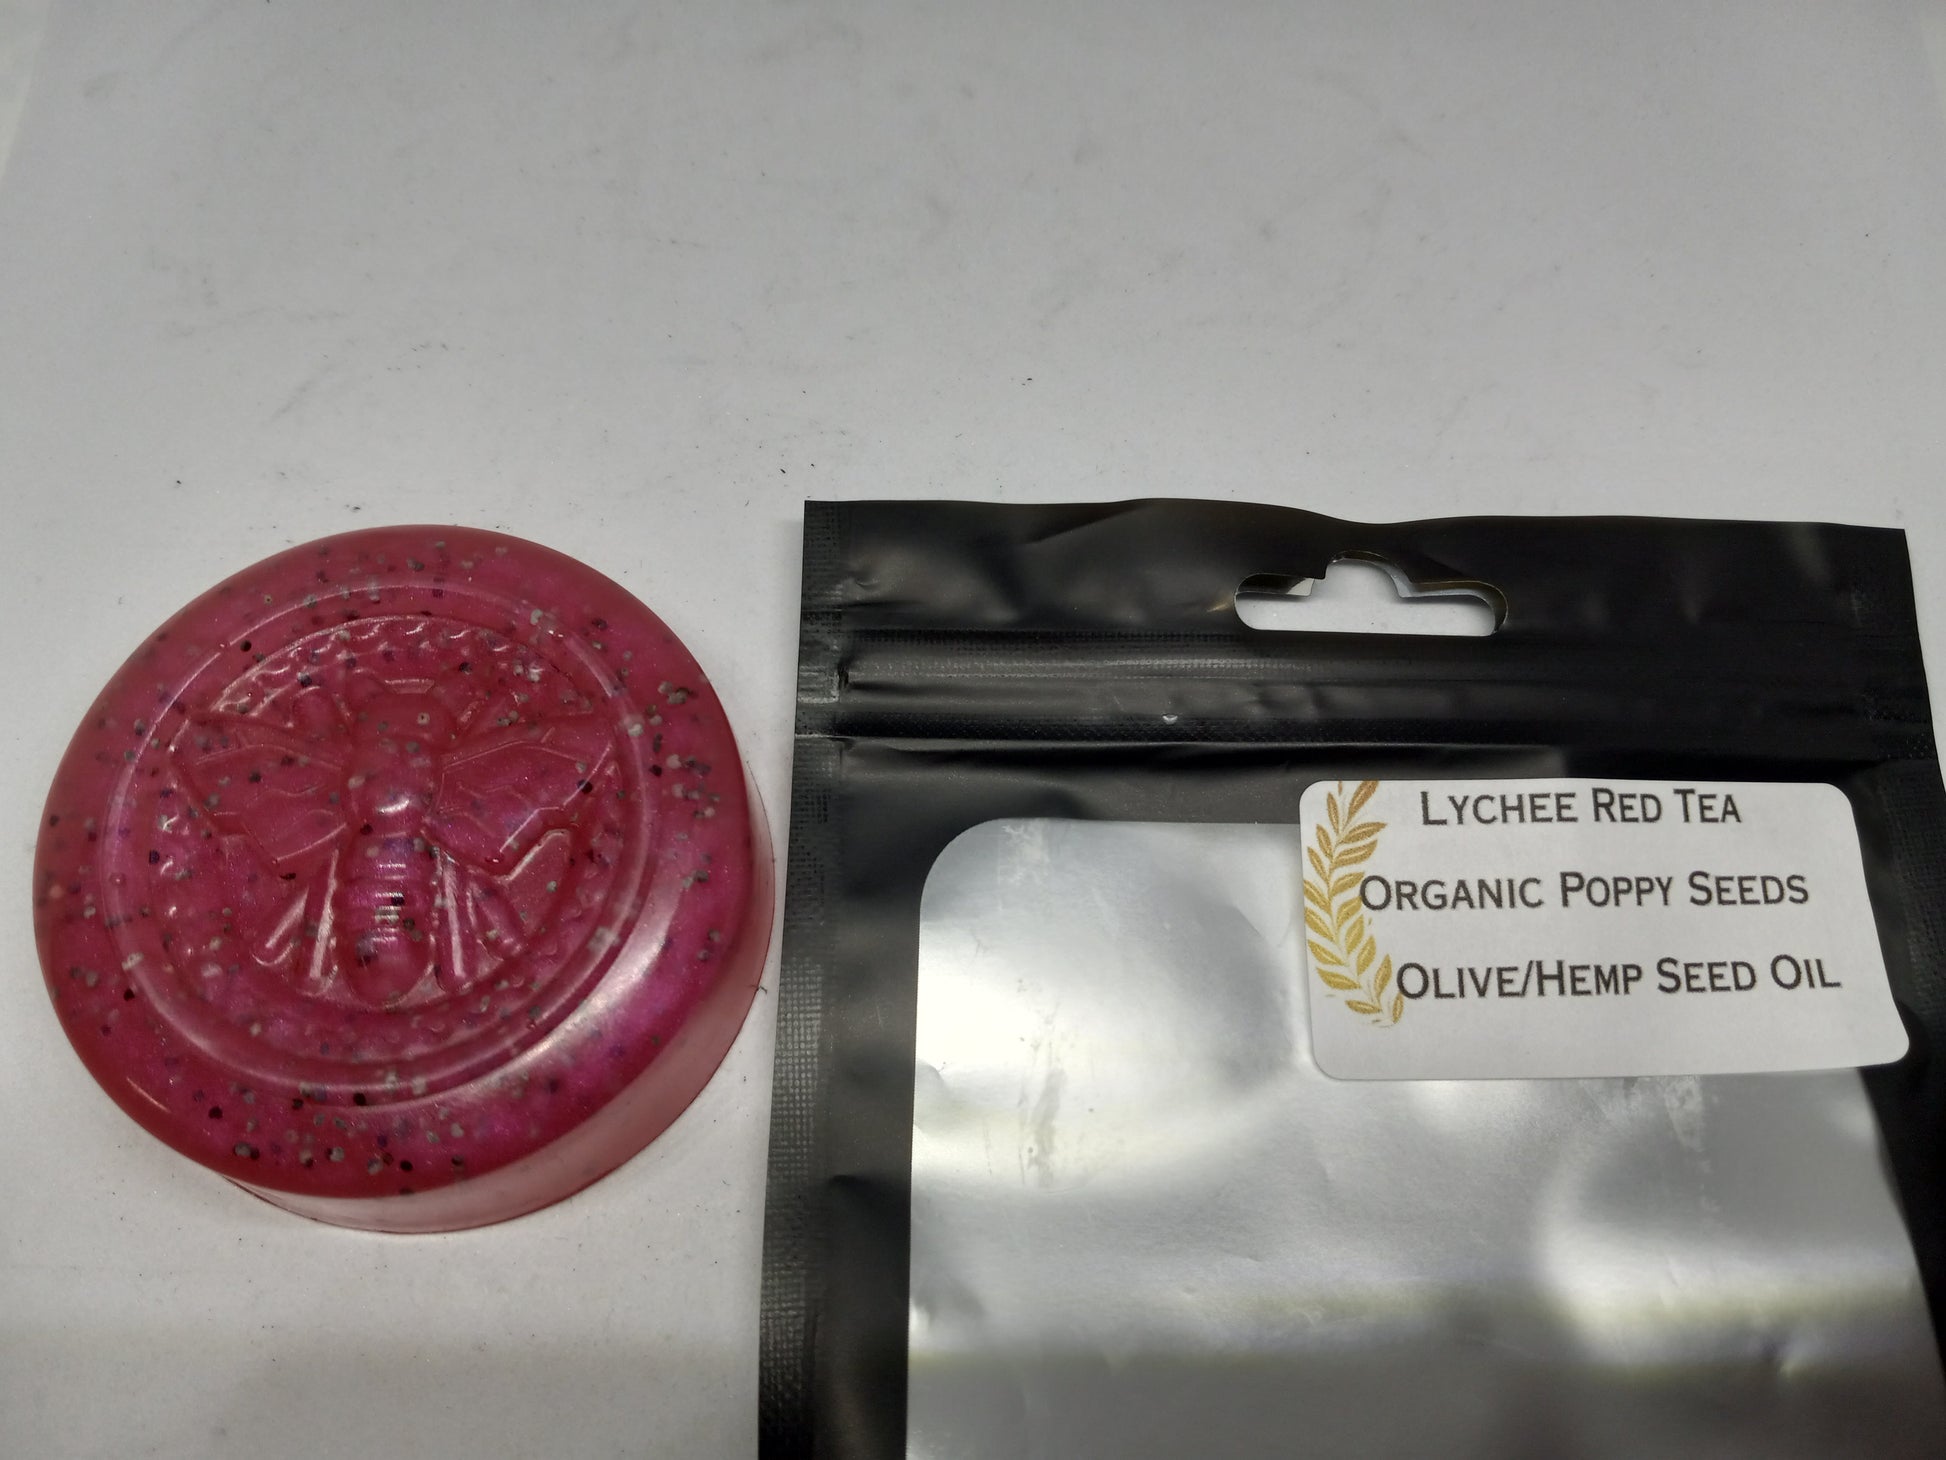 Lychee Red Tea
Organic Poppy Seeds
Olive/Hemp Seed Oil